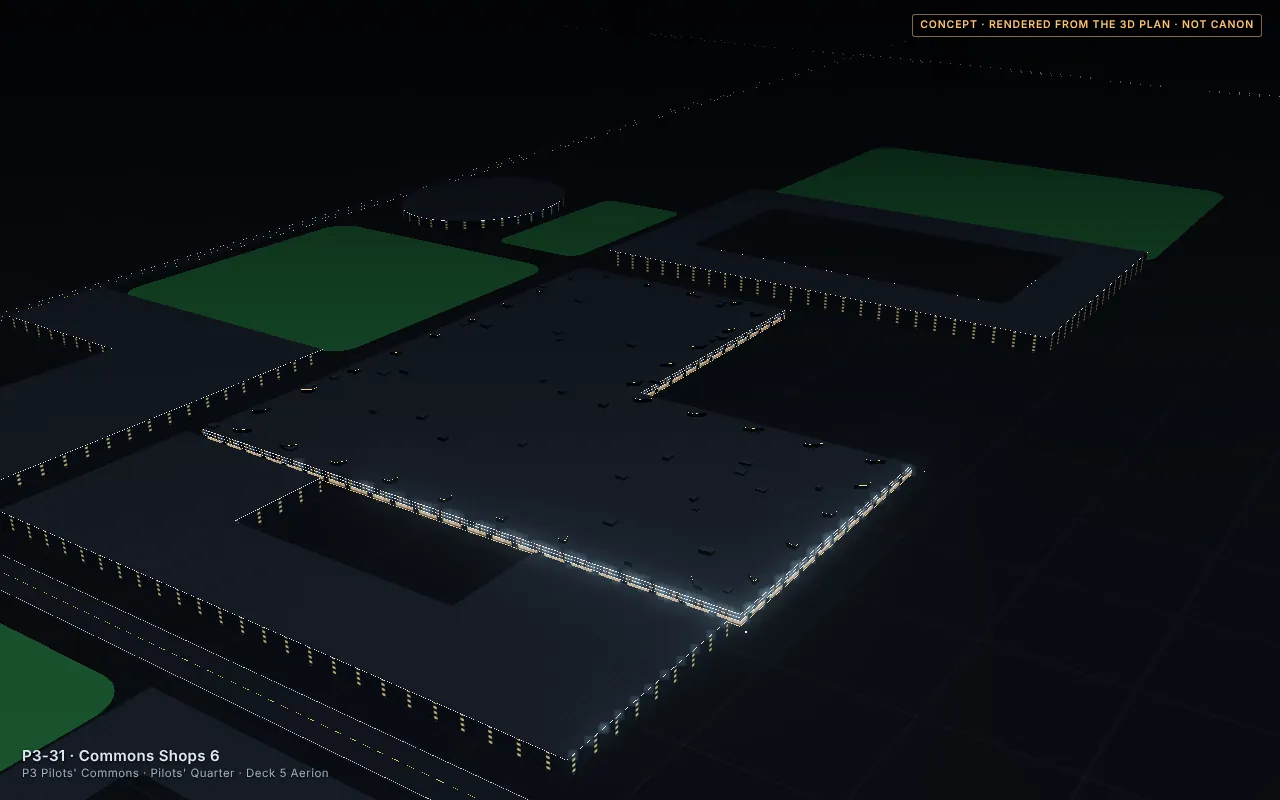 CONCEPT · RENDERED FROM THE 3D PLAN · NOT CANON
P3-31 · Commons Shops 6
P3 Pilots' Commons · Pilots' Quarter · Deck 5 Aerion